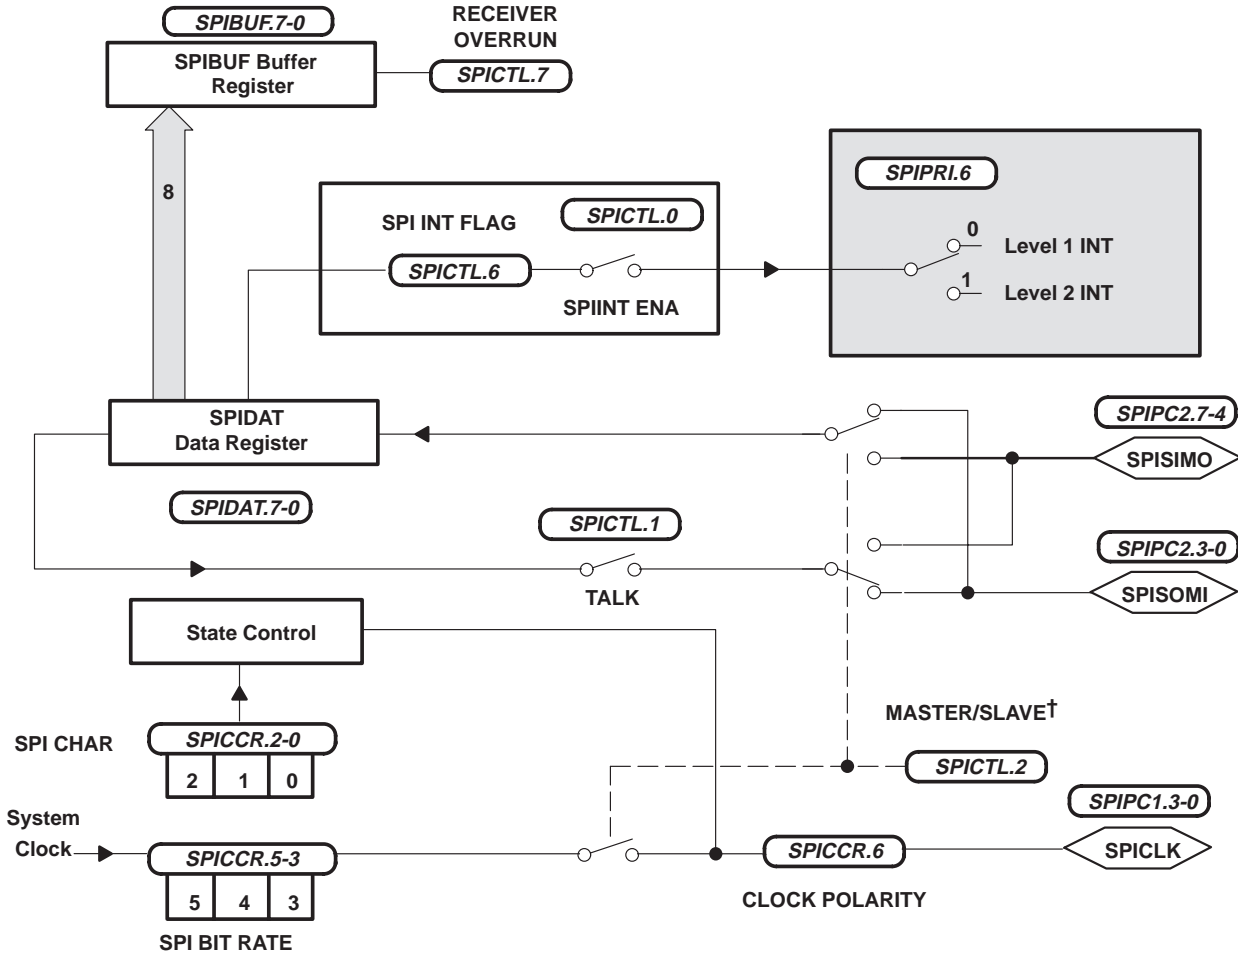 SPIBUF.7-0
SPIBUF Buffer
Register
RECEIVER
OVERRUN
SPICTL.7
8
SPI INT FLAG
SPICTL.0
SPICTL.6
SPIINT ENA
SPIPRI.6
0
Level 1 INT
1
Level 2 INT
SPIDAT
Data Register
SPIDAT.7-0
SPICTL.1
TALK
SPIPC2.7-4
SPISIMO
SPIPC2.3-0
SPISOMI
State Control
SPI CHAR
SPICCR.2-0
2 1 0
MASTER/SLAVE†
SPICTL.2
System
Clock
SPICCR.5-3
5 4 3
SPI BIT RATE
SPICCR.6
CLOCK POLARITY
SPIPC1.3-0
SPICLK